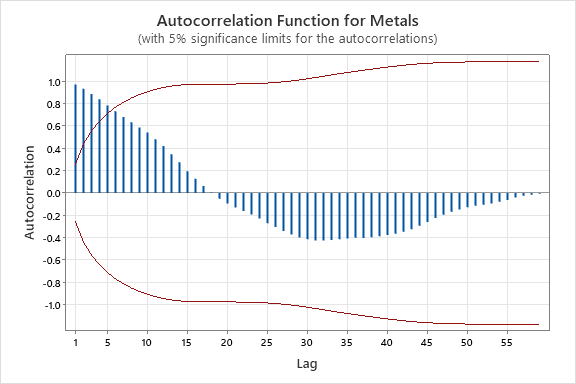 Autocorrelation Function for Metals
(with 5% significance limits for the autocorrelations)
Autocorrelation
1.0
0.8
0.6
0.4
0.2
0.0
-0.2
-0.4
-0.6
-0.8
-1.0
1 5 10 15 20 25 30 35 40 45 50 55
Lag